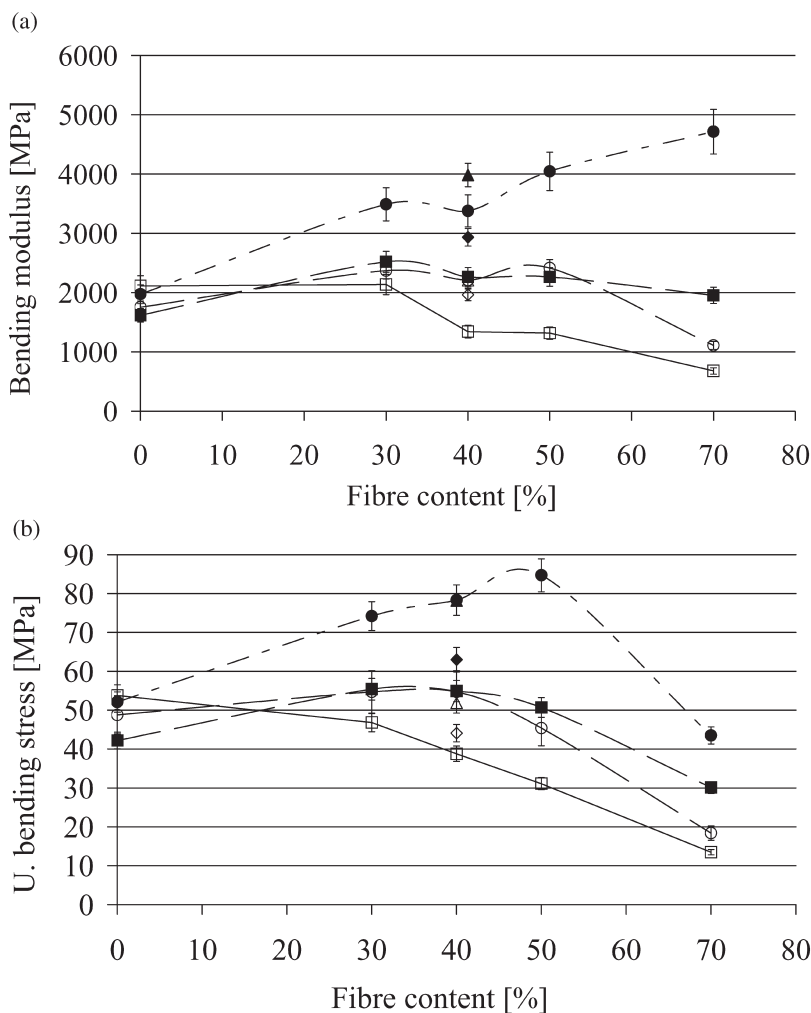 (a)
Bending modulus [MPa]
6000
5000
4000
3000
2000
1000
0
0 10 20 30 40 50 60 70 80
Fibre content [%]
(b)
U. bending stress [MPa]
90
80
70
60
50
40
30
20
10
0
0 10 20 30 40 50 60 70 80
Fibre content [%]